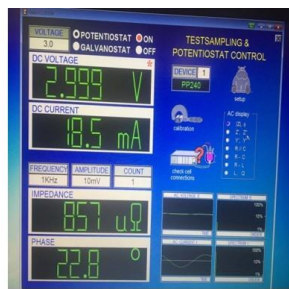 VOLTAGE
3.0
POTENTIOSTAT
ON
GALVANOSTAT
OFF
TESTSAMPLING &
POTENTIOSTAT CONTROL
DC VOLTAGE
2.999 V
DEVICE 1
PP240
setup
DC CURRENT
18.5 mA
calibration
AC display
check cell
connections
FREQUENCY
AMPLITUDE
COUNT
1KHz
10mV
1
IMPEDANCE
857 uΩ
PHASE
22.8 °